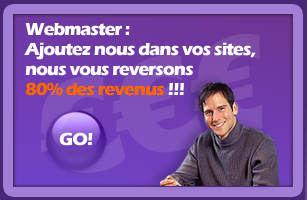 Webmaster :
Ajoutez nous dans vos sites,
nous vous reversons
80% des revenus !!!
€€€
GO!